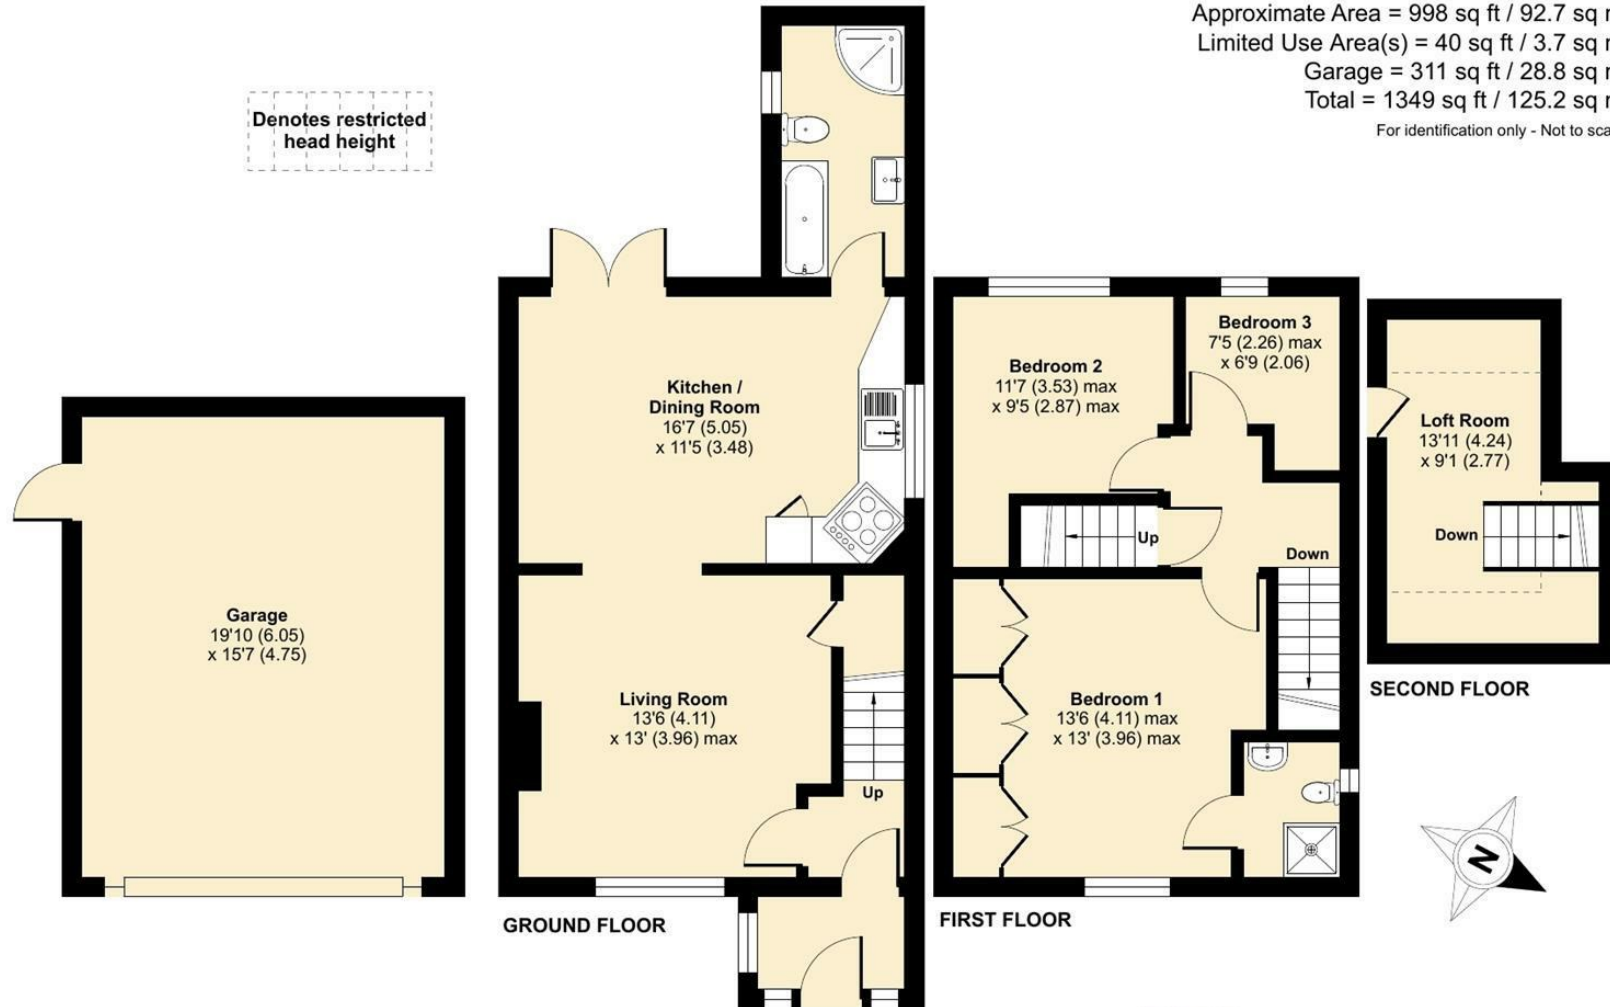 Approximate Area = 998 sq ft / 92.7 sq
Limited Use Area(s) = 40 sq ft / 3.7 sq
Garage = 311 sq ft / 28.8 sq
Total = 1349 sq ft / 125.2 sq
For identification only - Not to
Denotes restricted
head height
Kitchen /
Dining Room
16'7 (5.05)
x 11'5 (3.48)
Living Room
13'6 (4.11)
x 13' (3.96) max
Up
GROUND FLOOR
Garage
19'10 (6.05)
x 15'7 (4.75)
Bedroom 2
11'7 (3.53) max
x 9'5 (2.87) max
Bedroom 3
7'5 (2.26) max
x 6'9 (2.06)
Up
Down
Bedroom 1
13'6 (4.11) max
x 13' (3.96) max
FIRST FLOOR
Loft Room
13'11 (4.24)
x 9'1 (2.77)
Down
SECOND FLOOR
N